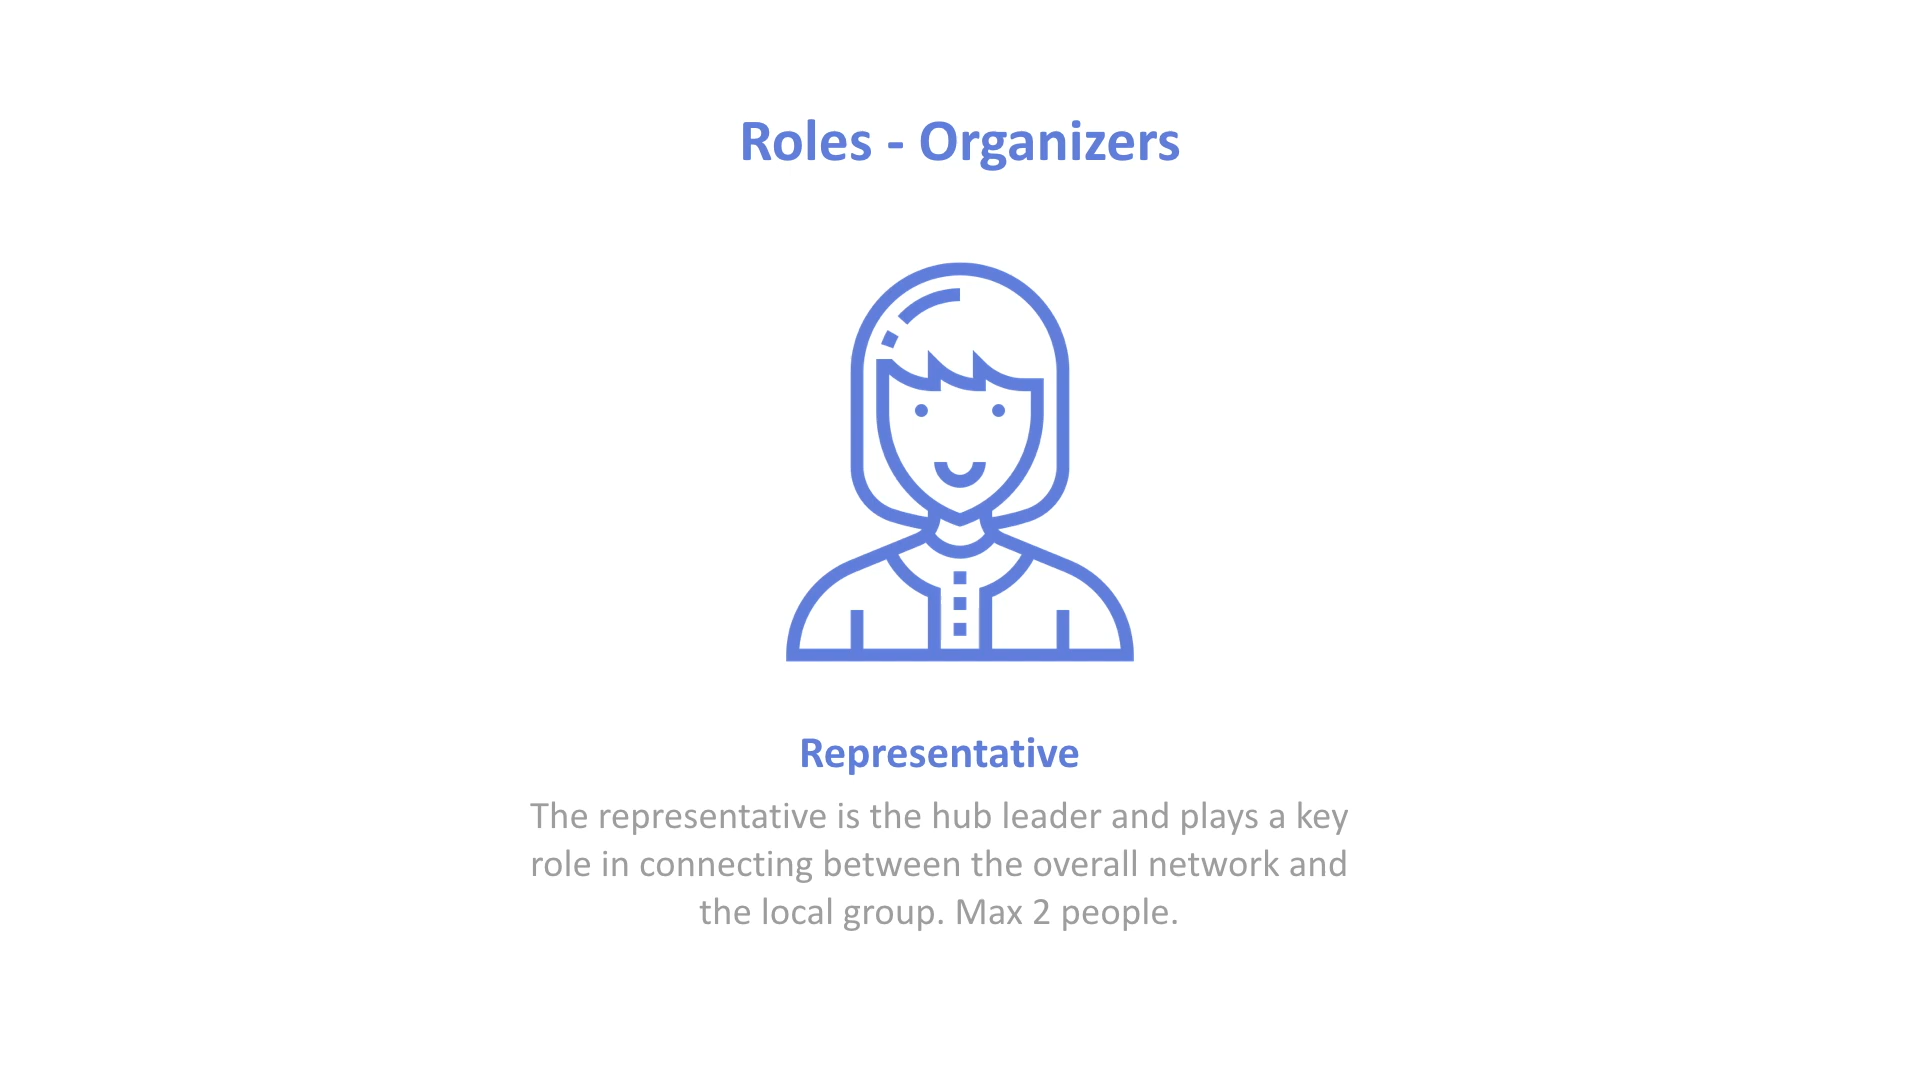 Roles - Organizers
Representative
The representative is the hub leader and plays a key
role in connecting between the overall network and
the local group. Max 2 people.